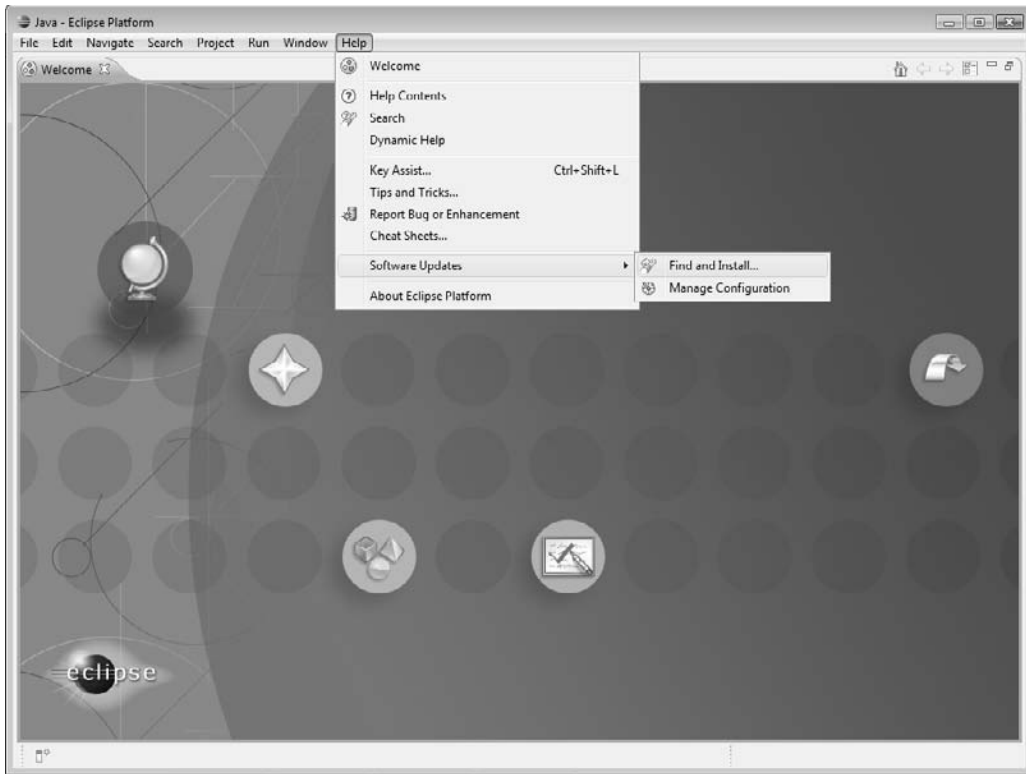 Java - Eclipse Platform
File Edit Navigate Search Project Run Window Help
Welcome
Welcome
Help Contents
Search
Dynamic Help
Key Assist... Ctrl+Shift+L
Tips and Tricks...
Report Bug or Enhancement
Cheat Sheets...
Software Updates
Find and Install...
Manage Configuration
About Eclipse Platform
eclipse